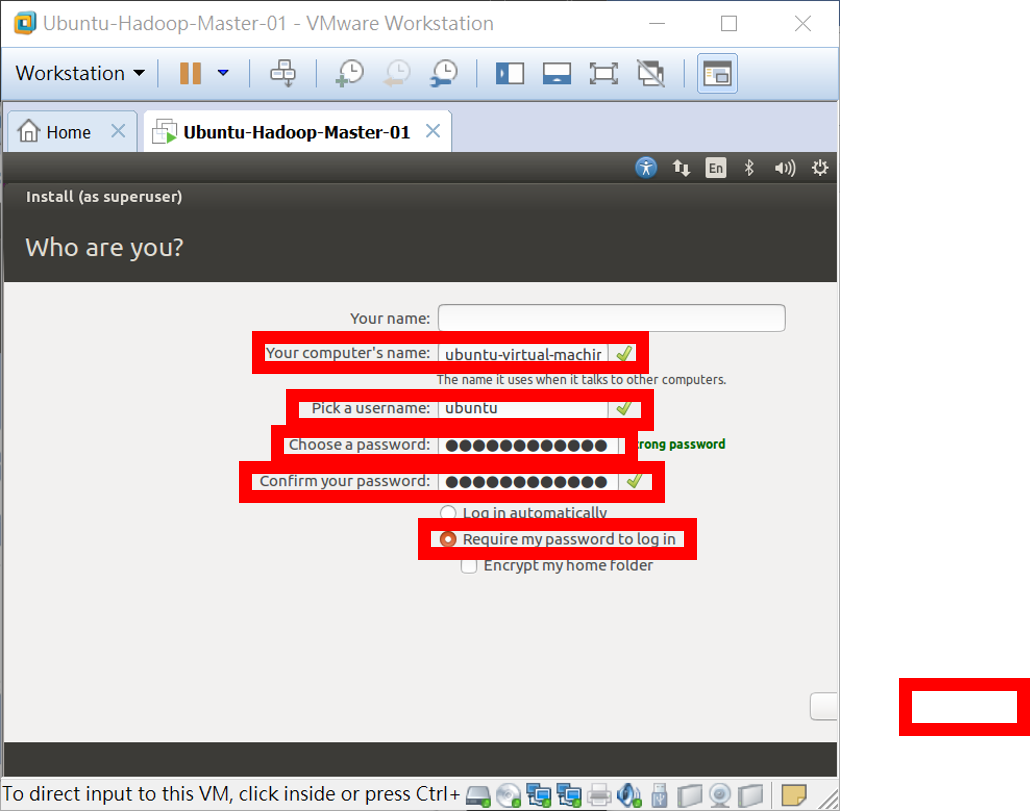 Ubuntu-Hadoop-Master-01 - VMware Workstation
Workstation
Home
Ubuntu-Hadoop-Master-01
En
Install (as superuser)
Who are you?
Your name:
Your computer's name: ubuntu-virtual-machin
The name it uses when it talks to other computers.
Pick a username: ubuntu
Choose a password: ●●●●●●●●●●●● rong password
Confirm your password: ●●●●●●●●●●●●
Log in automatically
Require my password to log in
Encrypt my home folder
To direct input to this VM, click inside or press Ctrl+